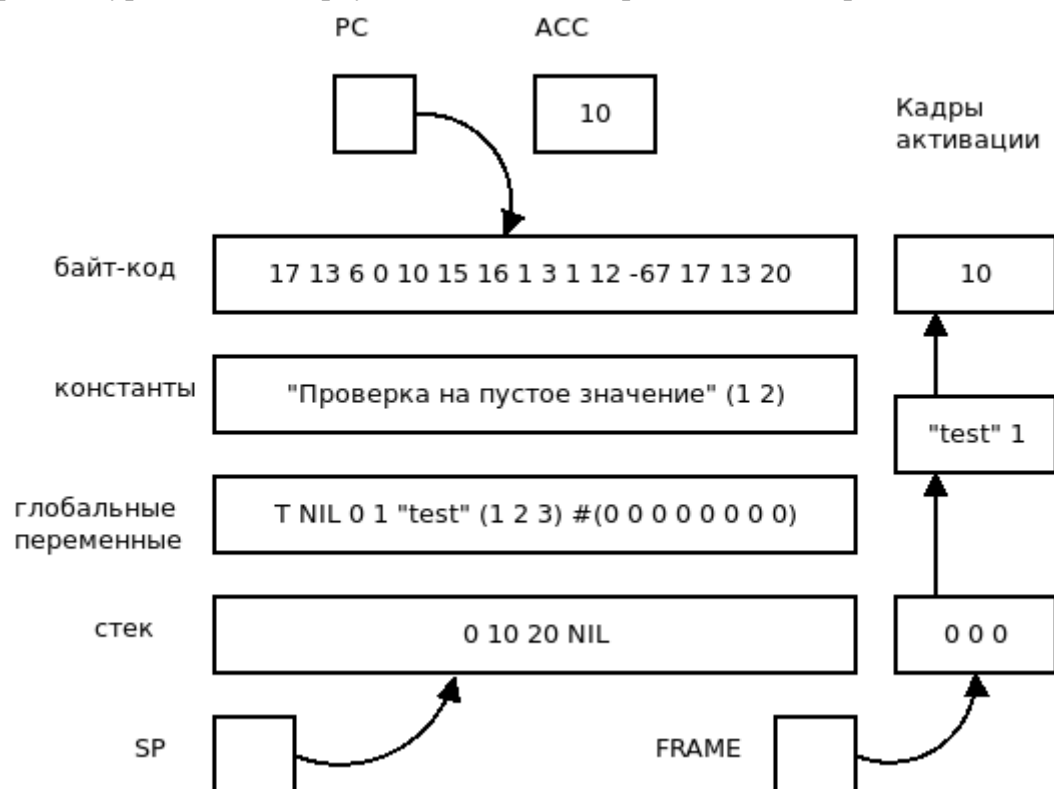 PC
ACC
10
Кадры
активации
байт-код
17 13 6 0 10 15 16 1 3 1 12 -67 17 13 20
10
константы
"Проверка на пустое значение" (1 2)
"test" 1
глобальные
переменные
T NIL 0 1 "test" (1 2 3) #(0 0 0 0 0 0 0 0)
стек
0 10 20 NIL
0 0 0
SP
FRAME